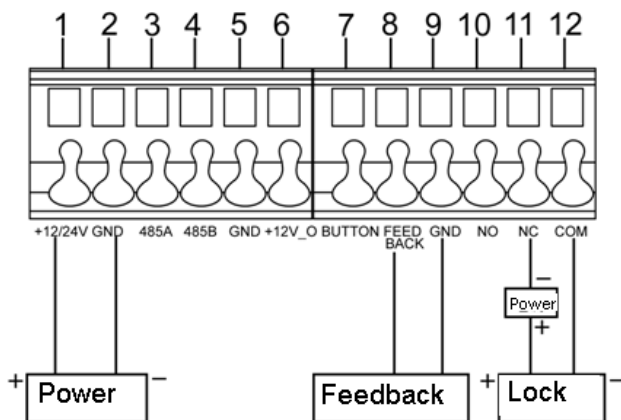 1 2 3 4 5 6 7 8 9 10 11 12
+12/24V GND 485A 485B GND +12V_O BUTTON FEED BACK GND NO NC COM
−
Power
+
+ Power − Feedback + Lock −